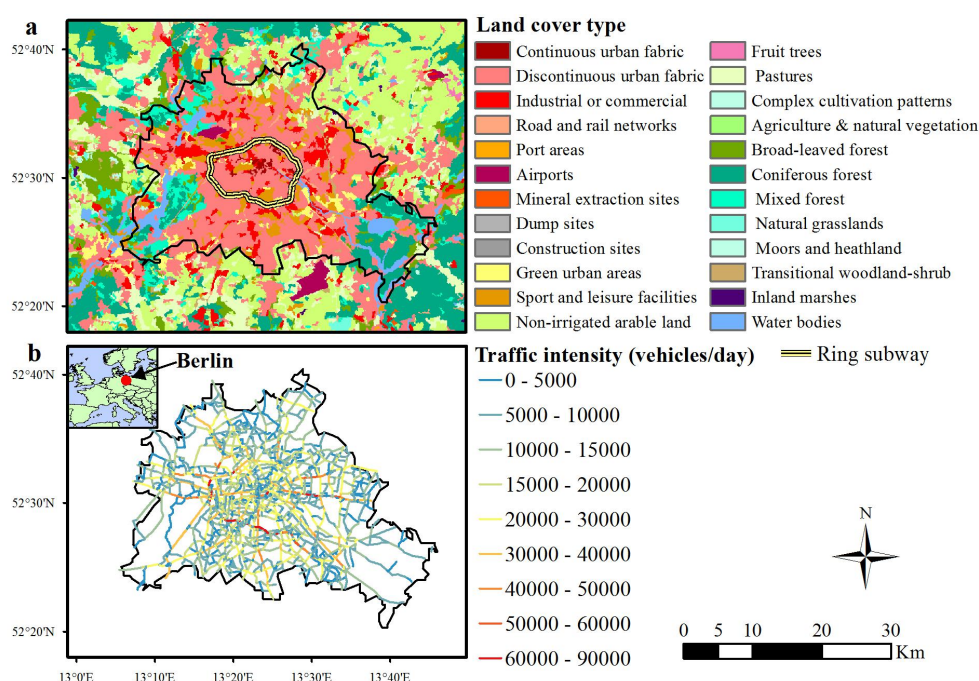 a
52°40'N
52°30'N
52°20'N
Land cover type
Continuous urban fabric
Discontinuous urban fabric
Industrial or commercial
Road and rail networks
Port areas
Airports
Mineral extraction sites
Dump sites
Construction sites
Green urban areas
Sport and leisure facilities
Non-irrigated arable land
Fruit trees
Pastures
Complex cultivation patterns
Agriculture & natural vegetation
Broad-leaved forest
Coniferous forest
Mixed forest
Natural grasslands
Moors and heathland
Transitional woodland-shrub
Inland marshes
Water bodies
b
Berlin
52°40'N
52°30'N
52°20'N
13°0'E 13°10'E 13°20'E 13°30'E 13°40'E
Traffic intensity (vehicles/day)
Ring subway
0 - 5000
5000 - 10000
10000 - 15000
15000 - 20000
20000 - 30000
30000 - 40000
40000 - 50000
50000 - 60000
60000 - 90000
N
0 5 10 20 30
Km